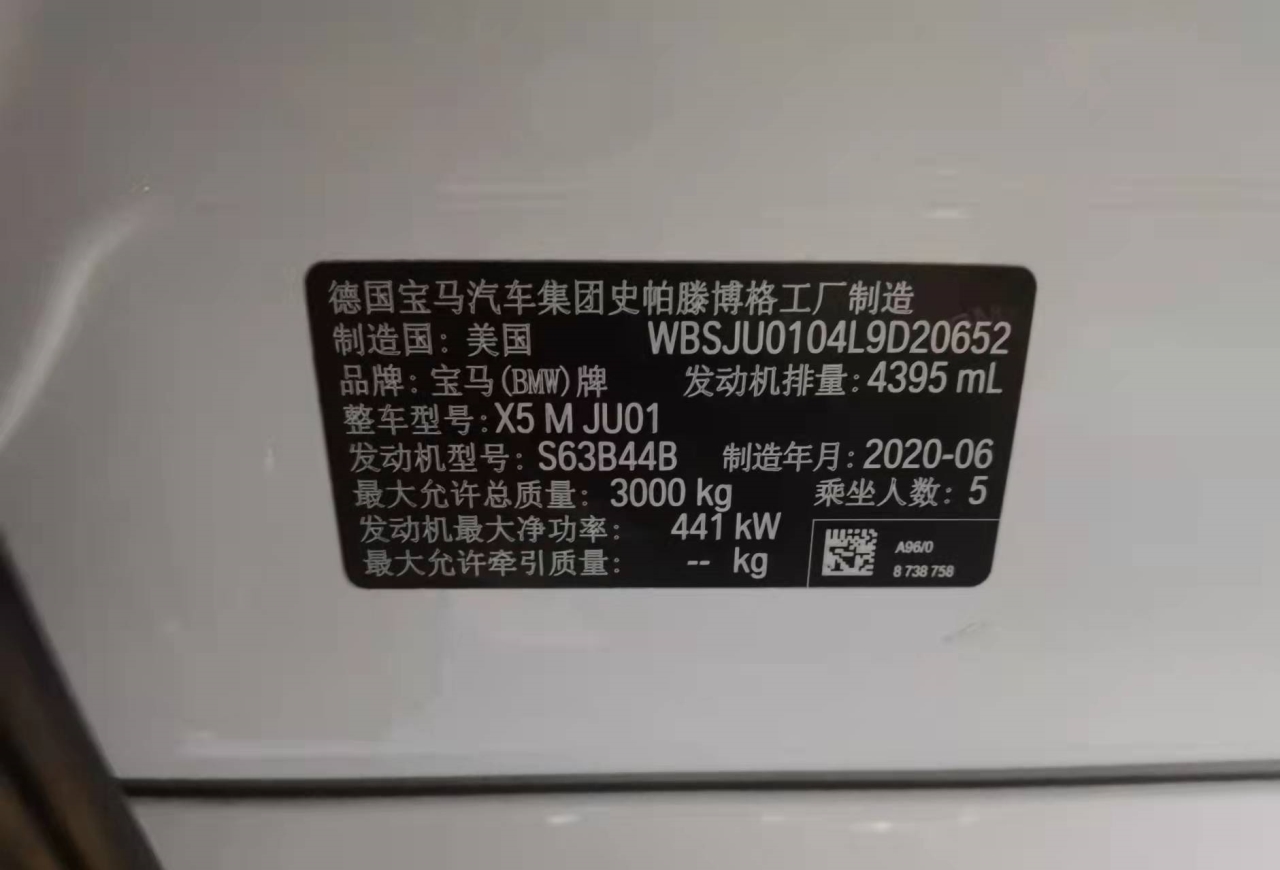 德国宝马汽车集团史帕滕博格工厂制造
制造国：美国 WBSJU0104L9D20652
品牌：宝马(BMW)牌 发动机排量：4395 mL
整车型号：X5 M JU01
发动机型号：S63B44B 制造年月：2020-06
最大允许总质量：3000 kg 乘坐人数：5
发动机最大净功率：441 kW
最大允许牵引质量：-- kg
A96/0
8 738 758